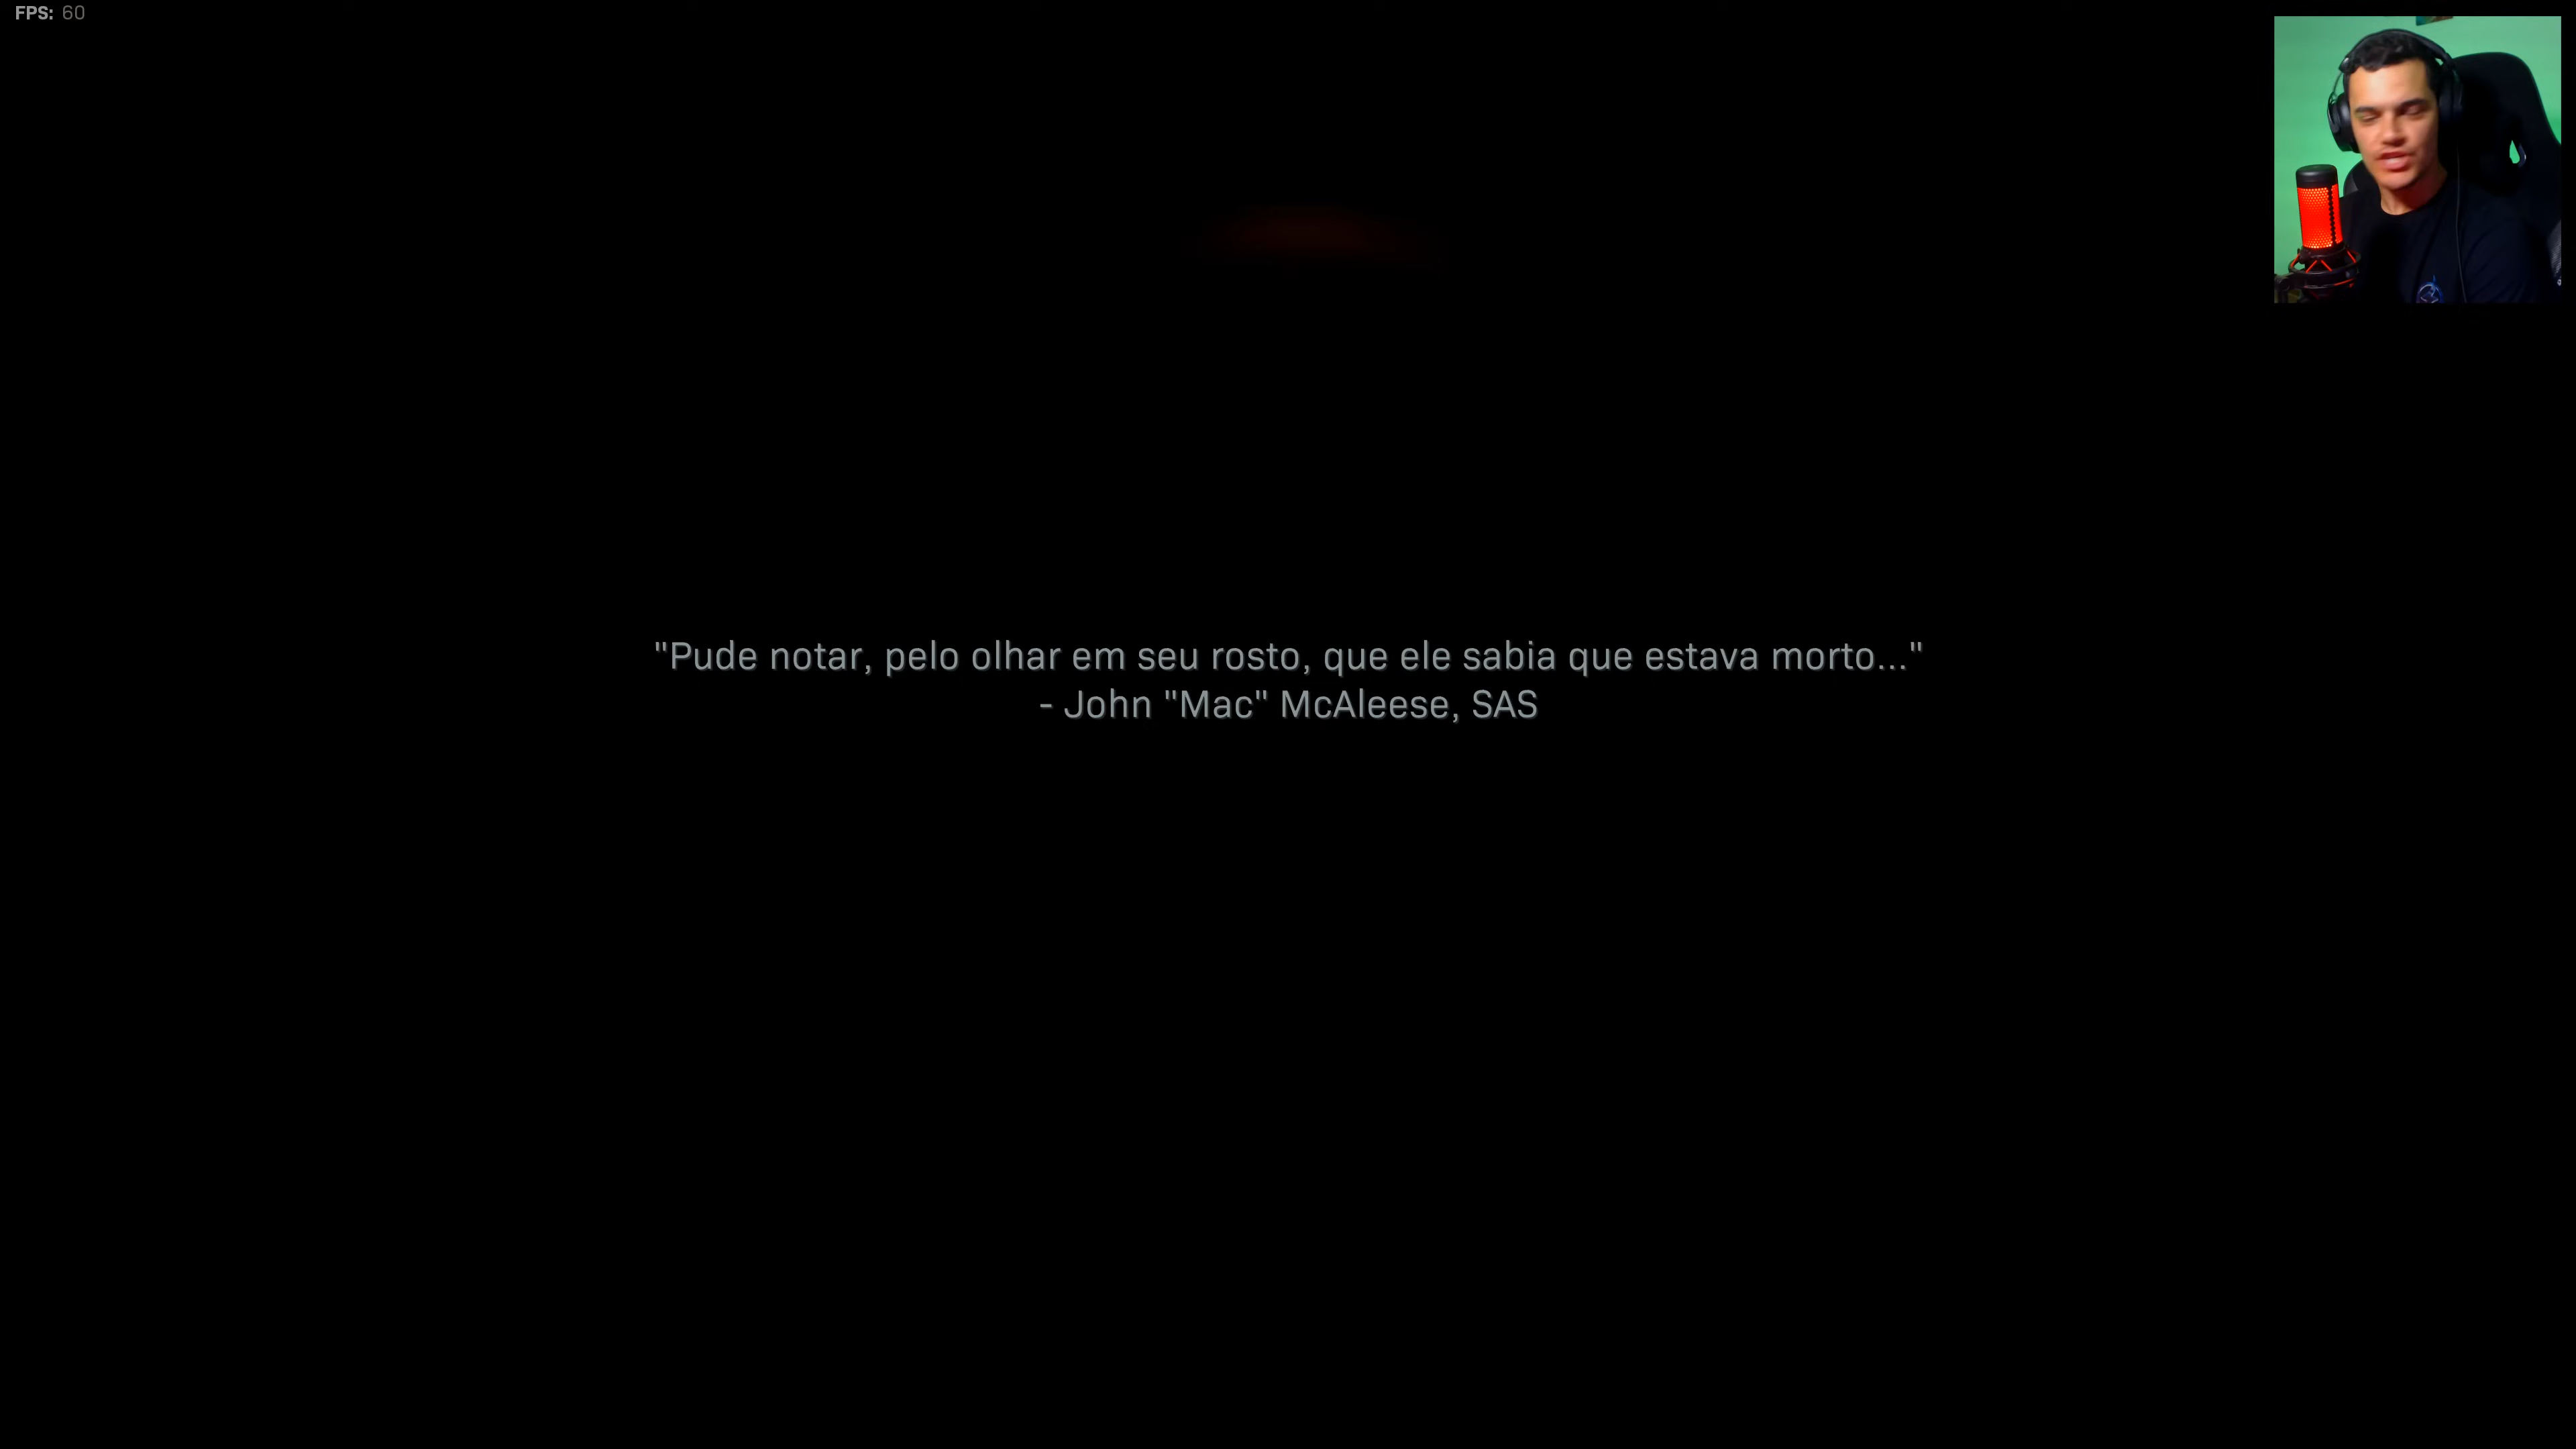 FPS: 60
"Pude notar, pelo olhar em seu rosto, que ele sabia que estava morto..."
- John "Mac" McAleese, SAS